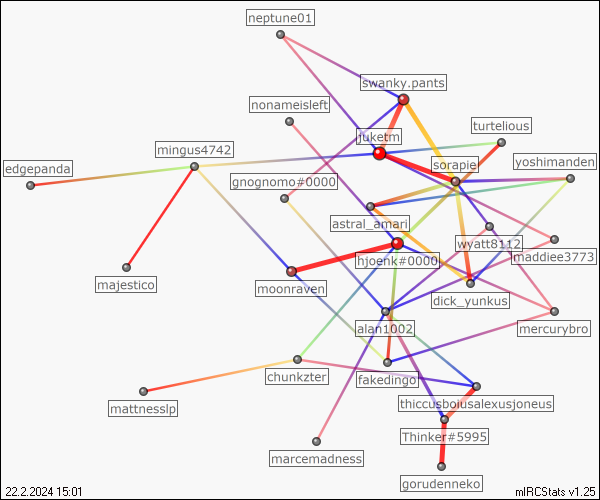 neptune01
swanky.pants
nonameisleft
turtelious
juketm
mingus4742
sorapie
yoshimanden
edgepanda
gnognomo#0000
astral_amari
wyatt8112
maddiee3773
hjoenk#0000
majestico
moonraven
dick_yunkus
mercurybro
alan1002
chunkzter
fakedingo
thiccusboiusalexusjoneus
mattnesslp
Thinker#5995
marcemadness
gorudenneko
22.2.2024 15:01
mIRCStats v1.25